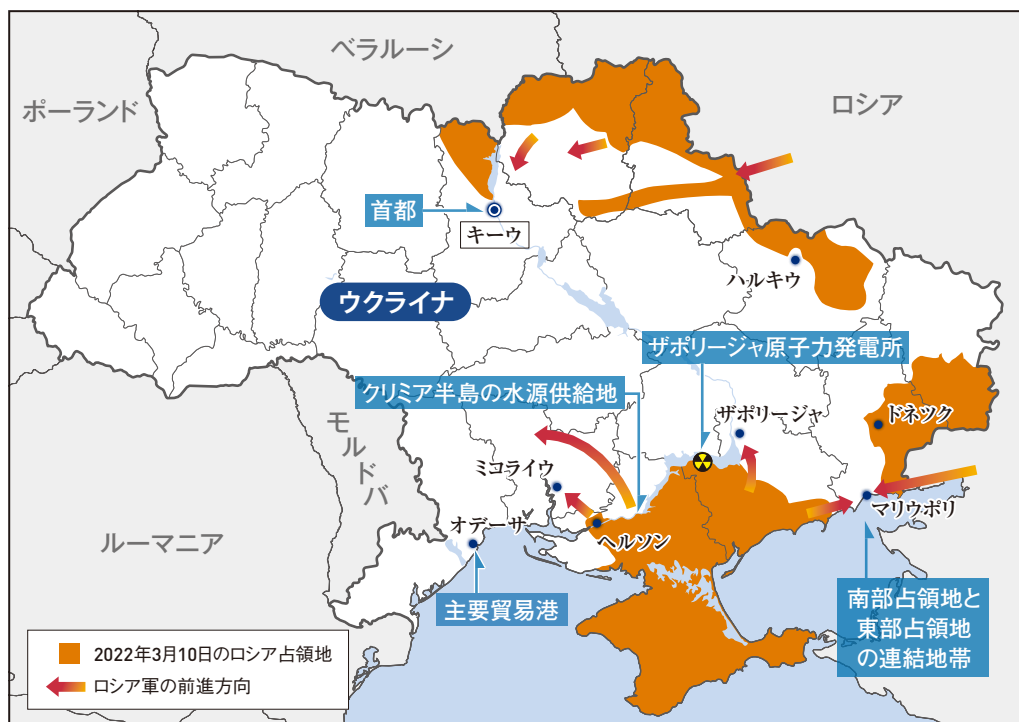 ベラルーシ
ポーランド
ロシア
首都
キーウ
ハルキウ
ウクライナ
ザポリージャ原子力発電所
クリミア半島の水源供給地
ザポリージャ
ドネツク
モルドバ
ミコライウ
マリウポリ
オデーサ
ヘルソン
ルーマニア
主要貿易港
南部占領地と
東部占領地
の連結地帯
2022年3月10日のロシア占領地
ロシア軍の前進方向